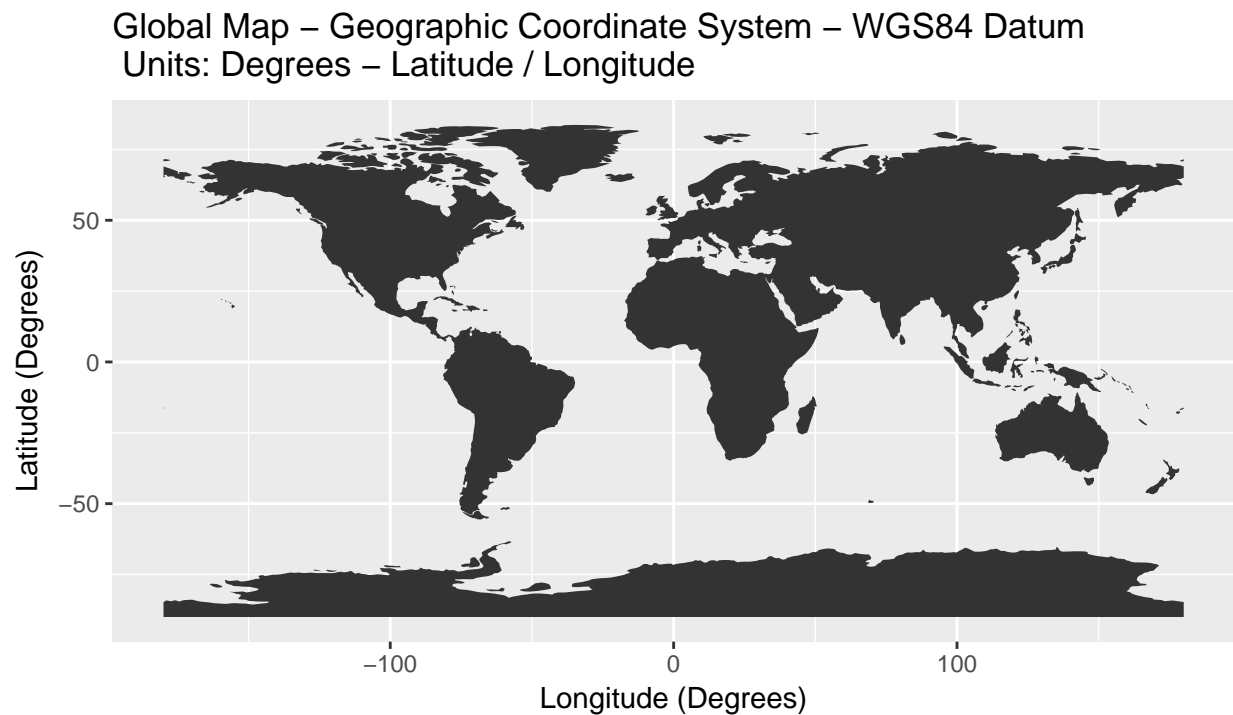 Global Map – Geographic Coordinate System – WGS84 Datum
Units: Degrees – Latitude / Longitude
Latitude (Degrees)
50
0
−50
−100
0
100
Longitude (Degrees)